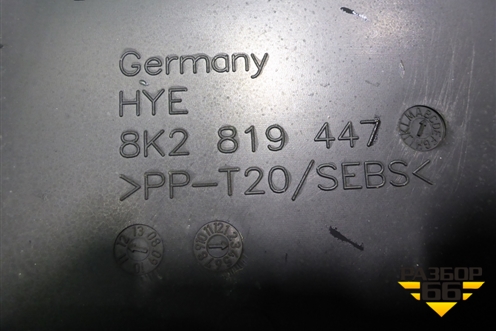 Germany
HYE
8K2 819 447
>PP-T20/SEBS<
РАЗБОР
66